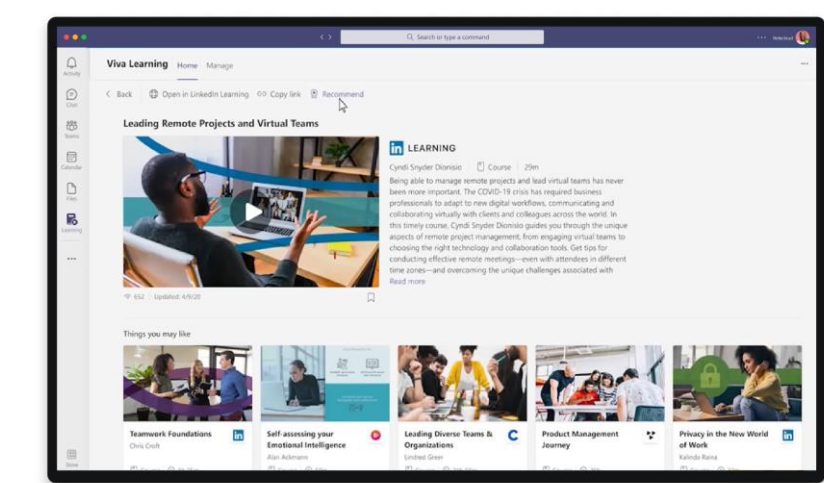 Search or type a command
Activity
Viva Learning Home Manage
Back Open in LinkedIn Learning Copy link Recommend
Chat
Teams
Calendar
Files
Learning
Store
Leading Remote Projects and Virtual Teams
in LEARNING
Cyndi Snyder Dionisio Course 29m
Being able to manage remote projects and lead virtual teams has never
been more important. The COVID-19 crisis has required business
professionals to adapt to new digital workflows, communicating and
collaborating virtually with clients and colleagues across the world. In
this timely course, Cyndi Snyder Dionisio guides you through the unique
aspects of remote project management, from engaging virtual teams to
choosing the right technology and collaboration tools. Get tips for
conducting effective remote meetings—even with attendees in different
time zones—and overcoming the unique challenges associated with
Read more
652 Updated: 4/9/20
Things you may like
Teamwork Foundations
in
Chris Croft
Self-assessing your
Emotional Intelligence
Leading Diverse Teams &
Organizations
C
Lindred Greer
Product Management
Journey
Privacy in the New World
of Work
in
Kalinda Raina